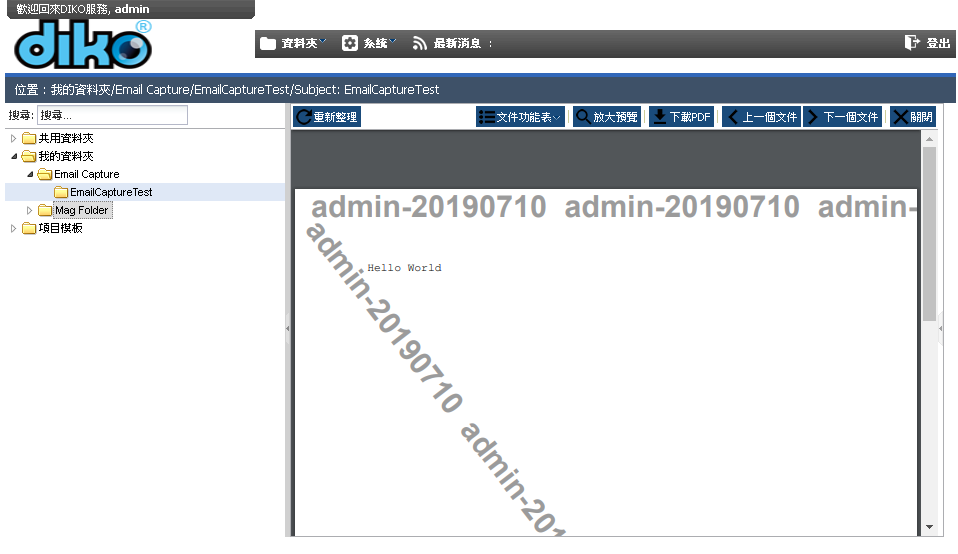 歡迎回來DIKO服務, admin
diko®
資料夾 系統 最新消息 : 登出
位置：我的資料夾/Email Capture/EmailCaptureTest/Subject: EmailCaptureTest
搜尋: 搜尋...
重新整理 文件功能表 放大預覽 下載PDF 上一個文件 下一個文件 關閉
共用資料夾
我的資料夾
Email Capture
EmailCaptureTest
Mag Folder
項目模板
admin-20190710 admin-20190710 admin-
admin-20190710 admin-201
Hello World